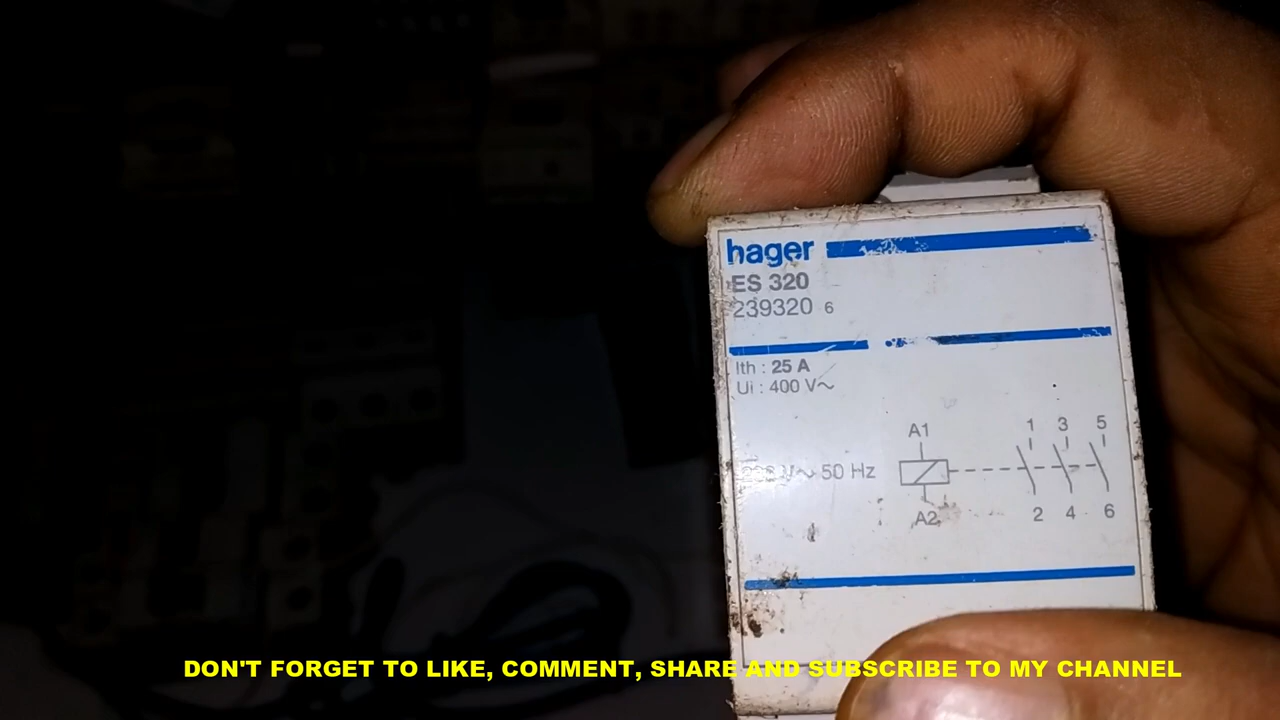 hager
ES 320
239320 6
Ith : 25 A
Ui : 400 V~
A1
1 3 5
V~ 50 Hz
A2
2 4 6
DON'T FORGET TO LIKE, COMMENT, SHARE AND SUBSCRIBE TO MY CHANNEL